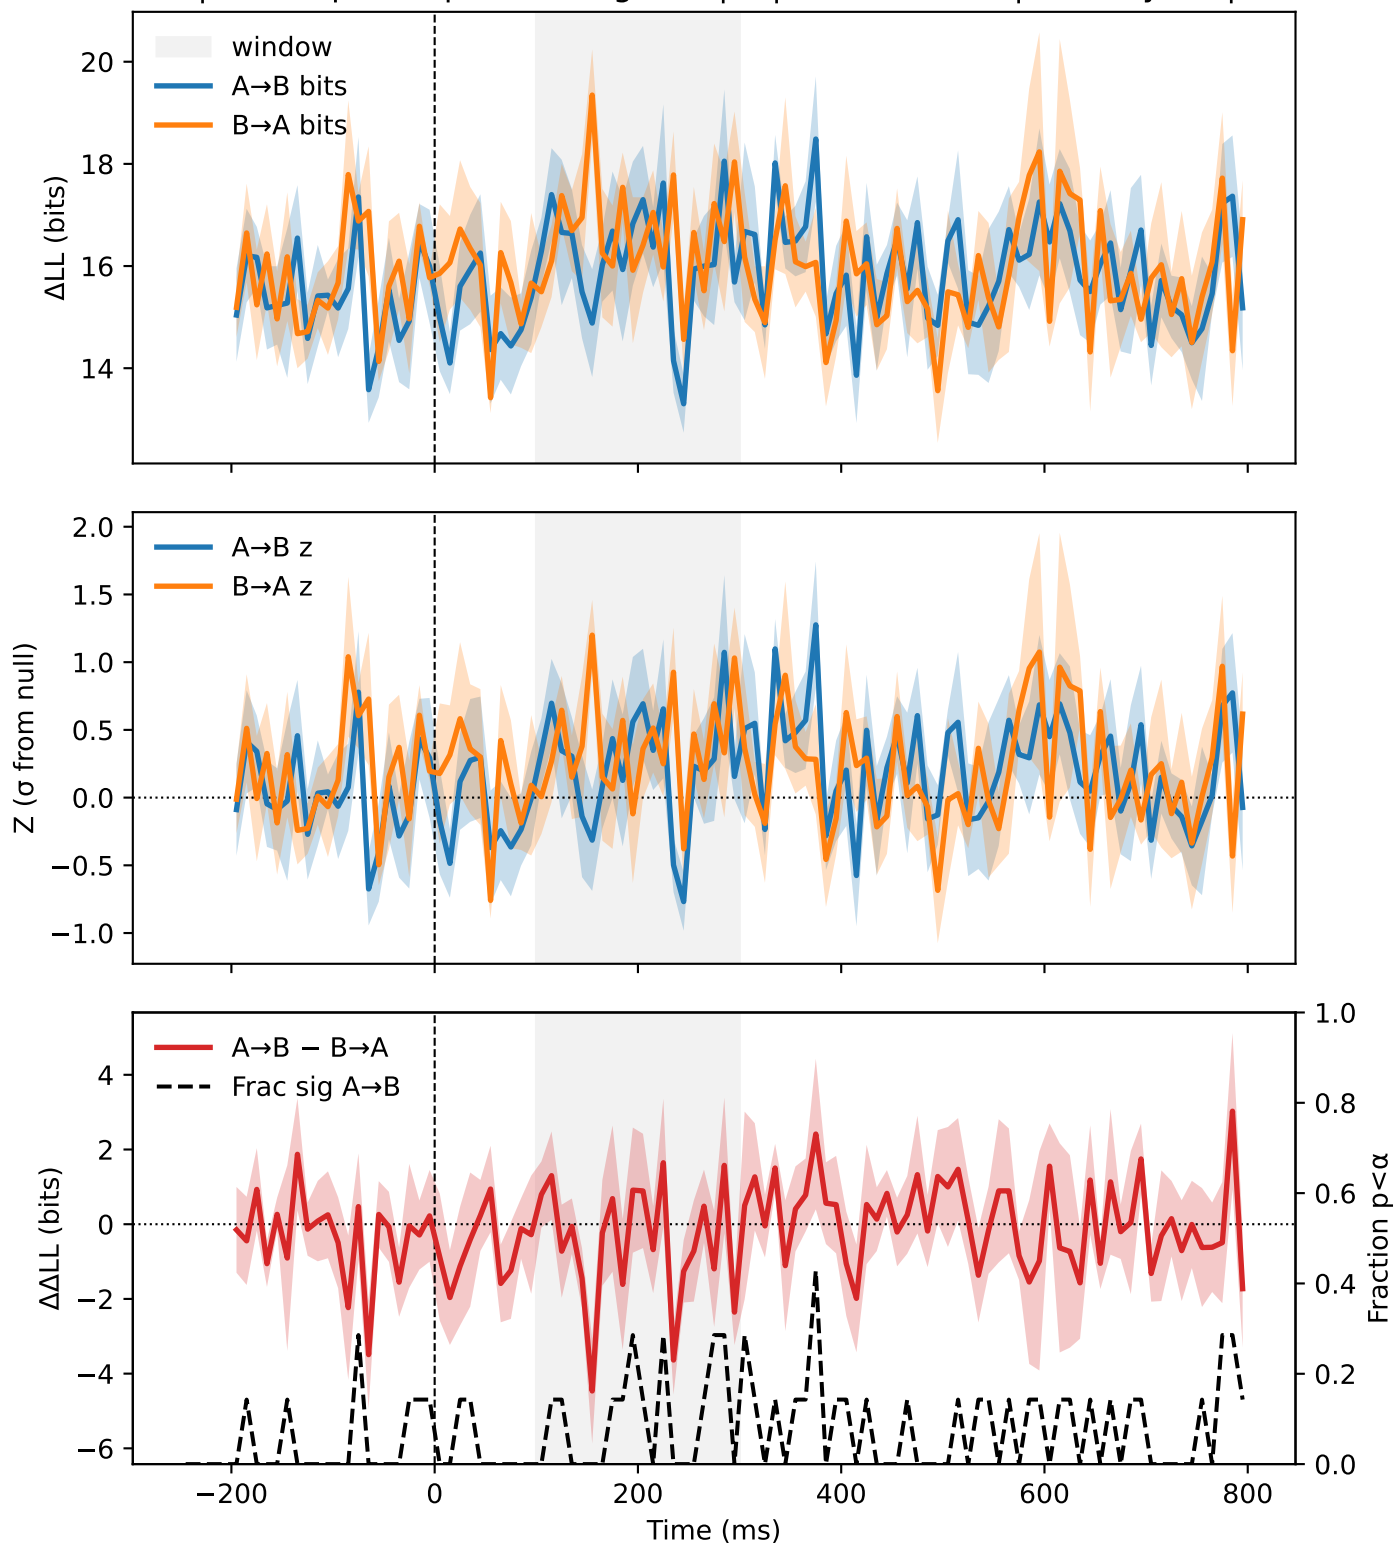 window
A→B bits
B→A bits
ΔLL (bits)
20
18
16
14
A→B z
B→A z
Z (σ from null)
2.0
1.5
1.0
0.5
0.0
−0.5
−1.0
A→B − B→A
Frac sig A→B
ΔΔLL (bits)
4
2
0
−2
−4
−6
1.0
0.8
0.6
0.4
0.2
0.0
Fraction p<α
−200
0
200
400
600
800
Time (ms)